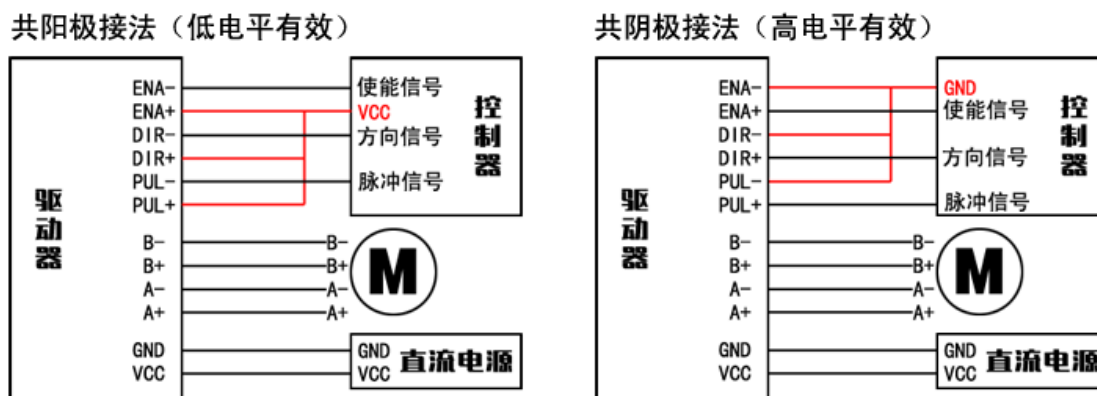 共阳极接法（低电平有效）
ENA-
ENA+
DIR-
DIR+
PUL-
PUL+
B-
B+
A-
A+
GND
VCC
驱动器
使能信号
VCC
方向信号
脉冲信号
控制器
B-
B+
A-
A+
M
GND
VCC
直流电源
共阴极接法（高电平有效）
ENA-
ENA+
DIR-
DIR+
PUL-
PUL+
B-
B+
A-
A+
GND
VCC
驱动器
GND
使能信号
方向信号
脉冲信号
控制器
B-
B+
A-
A+
M
GND
VCC
直流电源